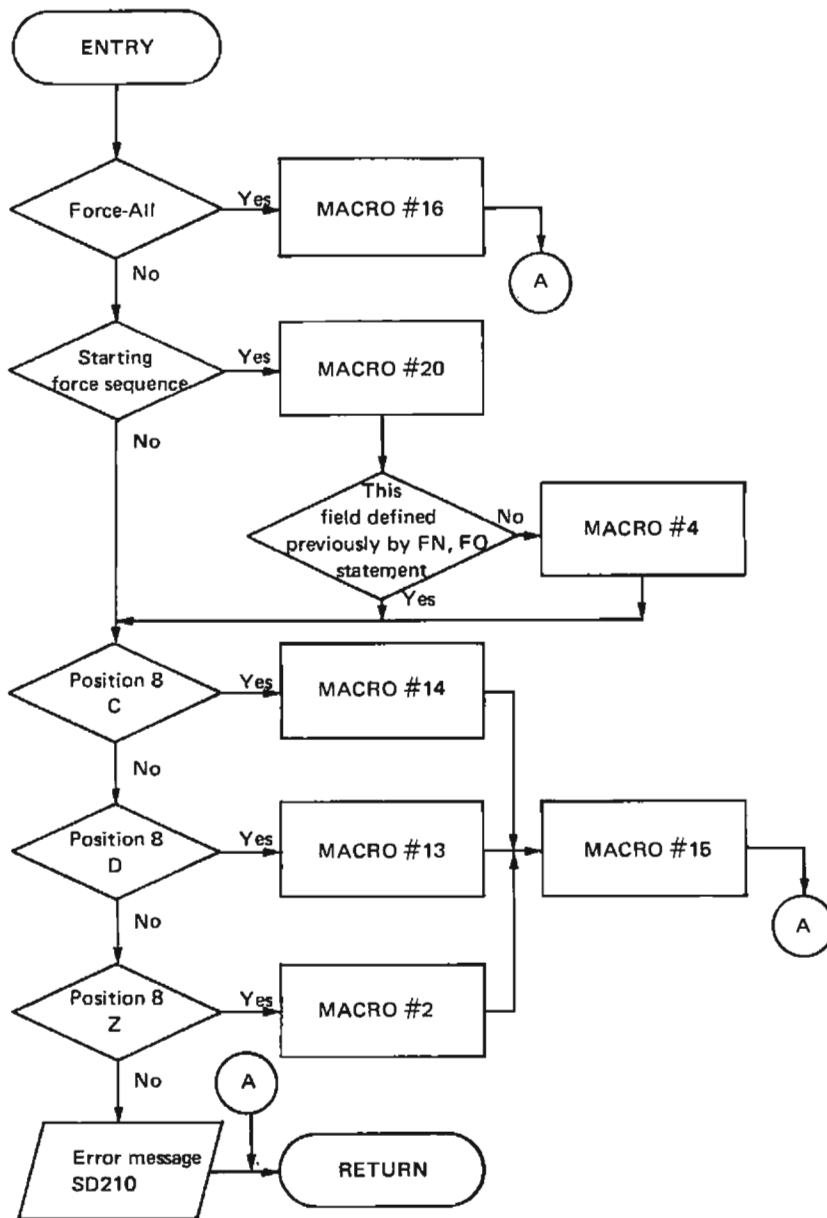 ENTRY
Force-All
Yes
MACRO #16
A
No
Starting
force sequence
Yes
MACRO #20
No
This
field defined
previously by FN, FO
statement
No
MACRO #4
Yes
Position 8
C
Yes
MACRO #14
No
Position 8
D
Yes
MACRO #13
MACRO #15
A
No
Position 8
Z
Yes
MACRO #2
No
A
Error message
SD210
RETURN